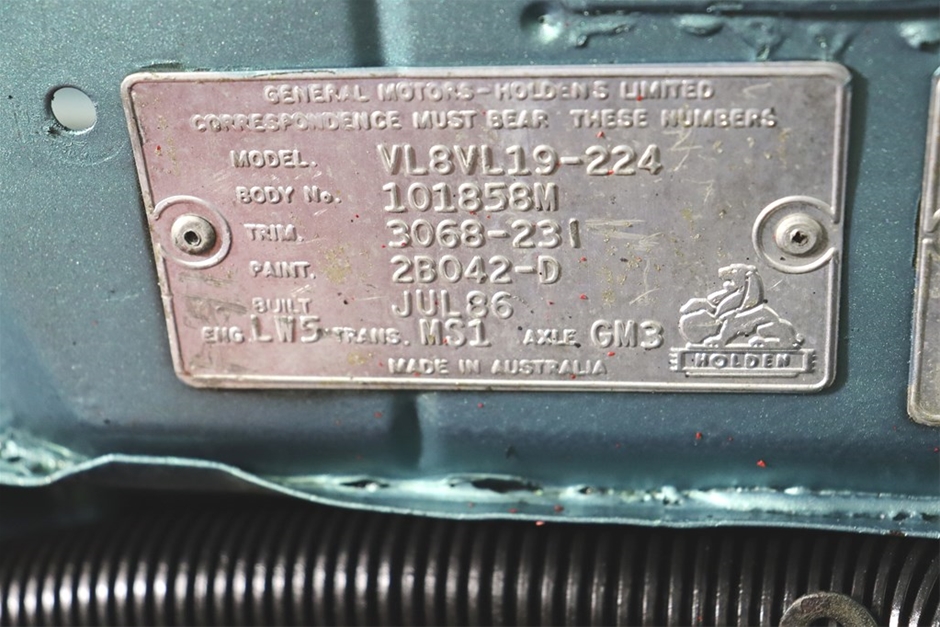 GENERAL MOTORS-HOLDEN'S LIMITED
CORRESPONDENCE MUST BEAR THESE NUMBERS
MODEL. VL8VL19-224
BODY No. 101858M
TRIM. 3068-231
PAINT. 2B042-D
BUILT JUL86
ENG. LW5 TRANS. MS1 AXLE GM3
HOLDEN
MADE IN AUSTRALIA